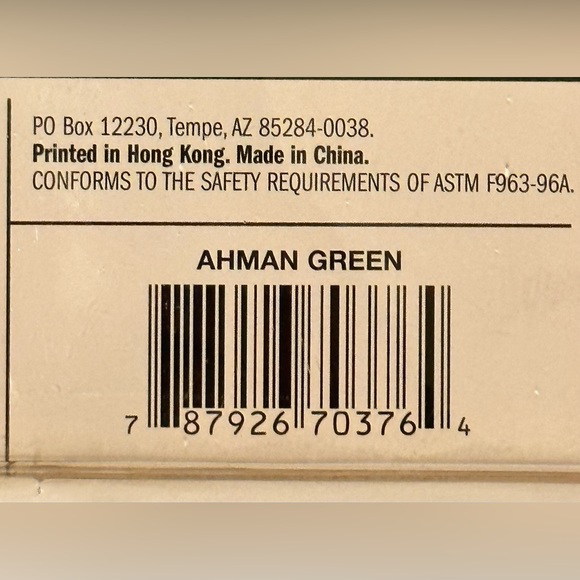 PO Box 12230, Tempe, AZ 85284-0038.
Printed in Hong Kong. Made in China.
CONFORMS TO THE SAFETY REQUIREMENTS OF ASTM F963-96A.
AHMAN GREEN
7 87926 70376 4